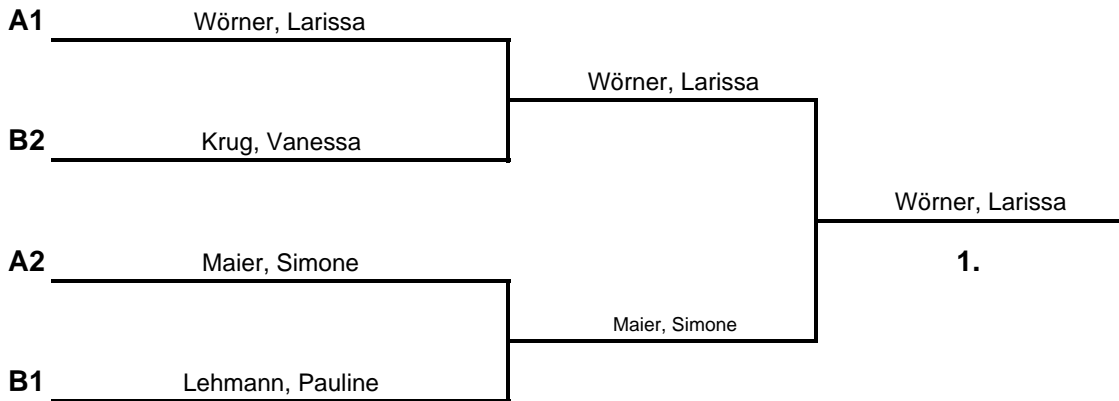 A1 Wörner, Larissa
Wörner, Larissa
B2 Krug, Vanessa
Wörner, Larissa
A2 Maier, Simone
1.
Maier, Simone
B1 Lehmann, Pauline